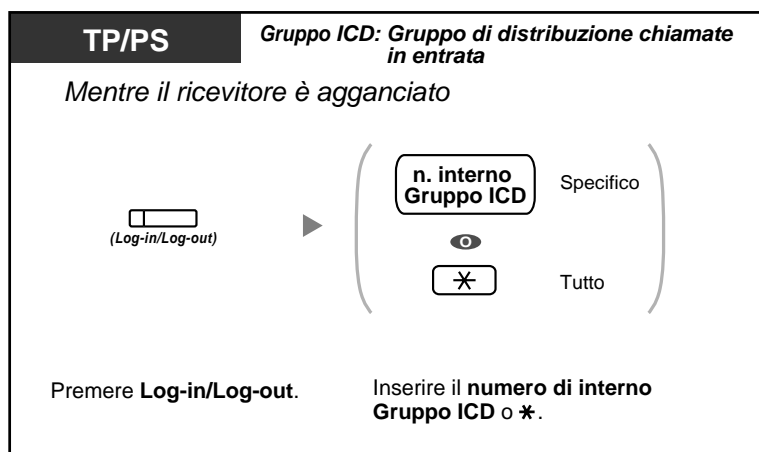 TP/PS
Gruppo ICD: Gruppo di distribuzione chiamate
in entrata
Mentre il ricevitore è agganciato
(Log-in/Log-out)
n. interno
Gruppo ICD
Specifico
O
* Tutto
Premere Log-in/Log-out.
Inserire il numero di interno
Gruppo ICD o *.